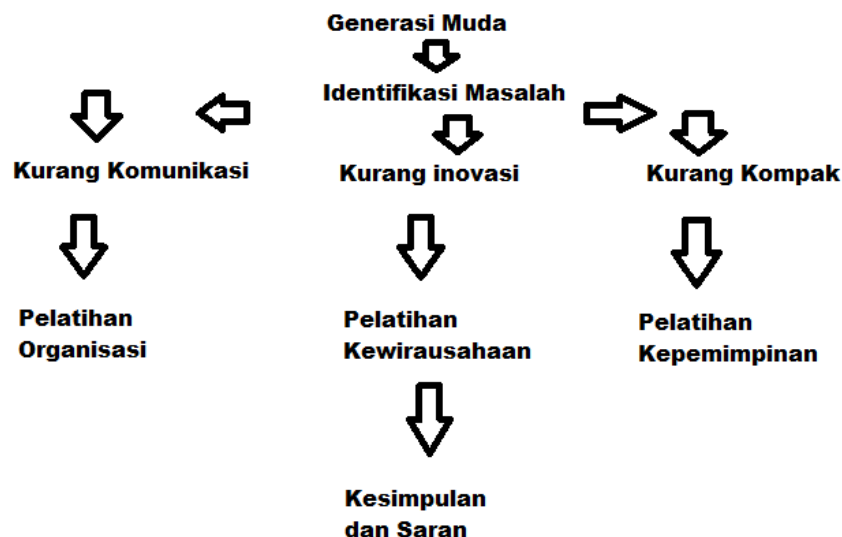 Generasi Muda
Identifikasi Masalah
Kurang Komunikasi
Kurang inovasi
Kurang Kompak
Pelatihan
Organisasi
Pelatihan
Kewirausahaan
Pelatihan
Kepemimpinan
Kesimpulan
dan Saran